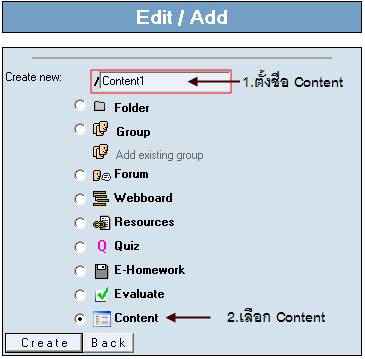 Edit / Add
Create new: /Content1 1.ตั้งชื่อ Content
Folder
Group
Add existing group
Forum
Webboard
Resources
Q Quiz
E-Homework
Evaluate
Content 2.เลือก Content
Create Back